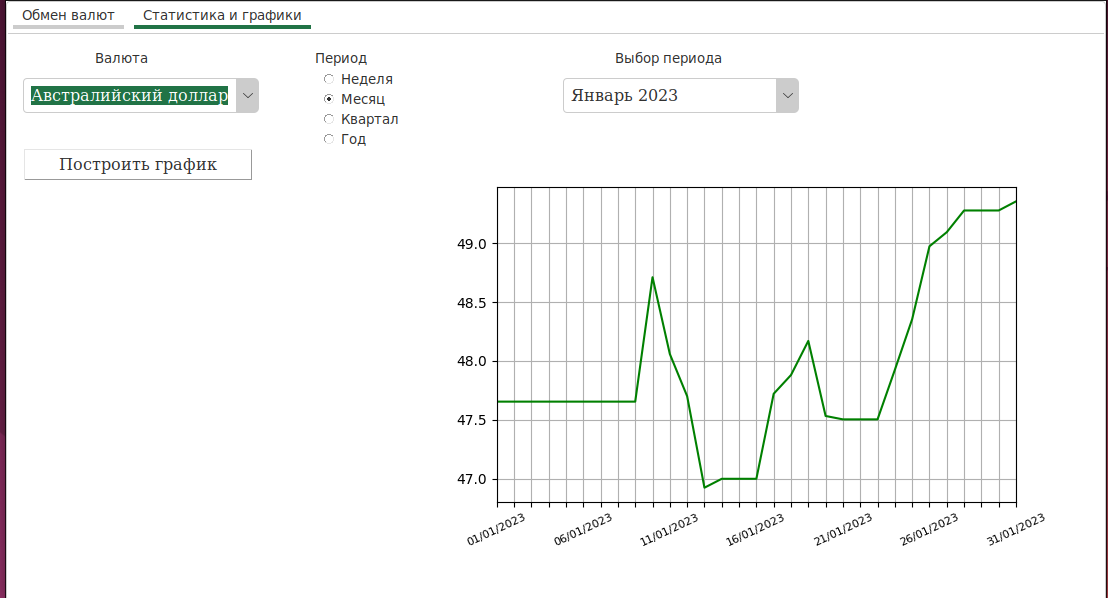 Обмен валют
Статистика и графики
Валюта
Период
Выбор периода
Австралийский доллар
Неделя
Месяц
Квартал
Год
Январь 2023
Построить график
49.0
48.5
48.0
47.5
47.0
01/01/2023
06/01/2023
11/01/2023
16/01/2023
21/01/2023
26/01/2023
31/01/2023